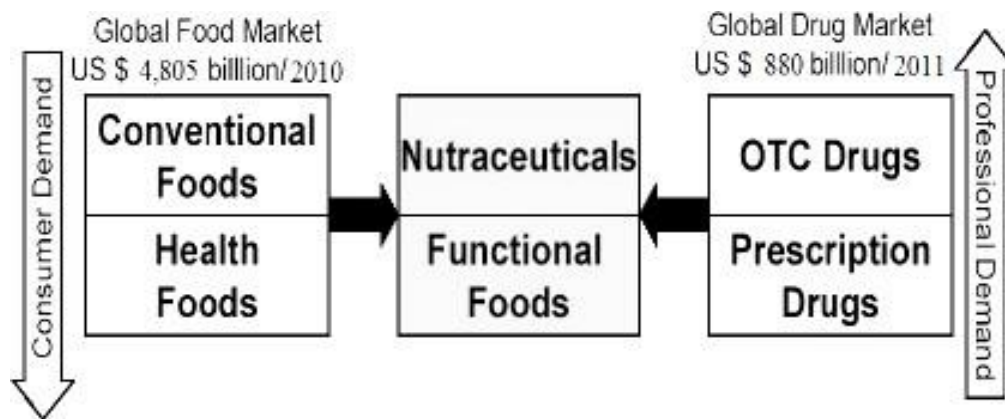 Global Food Market
US $ 4,805 billlion/ 2010
Global Drug Market
US $ 880 billlion/ 2011
Consumer Demand
Conventional
Foods
Health
Foods
Nutraceuticals
Functional
Foods
OTC Drugs
Prescription
Drugs
Professional Demand